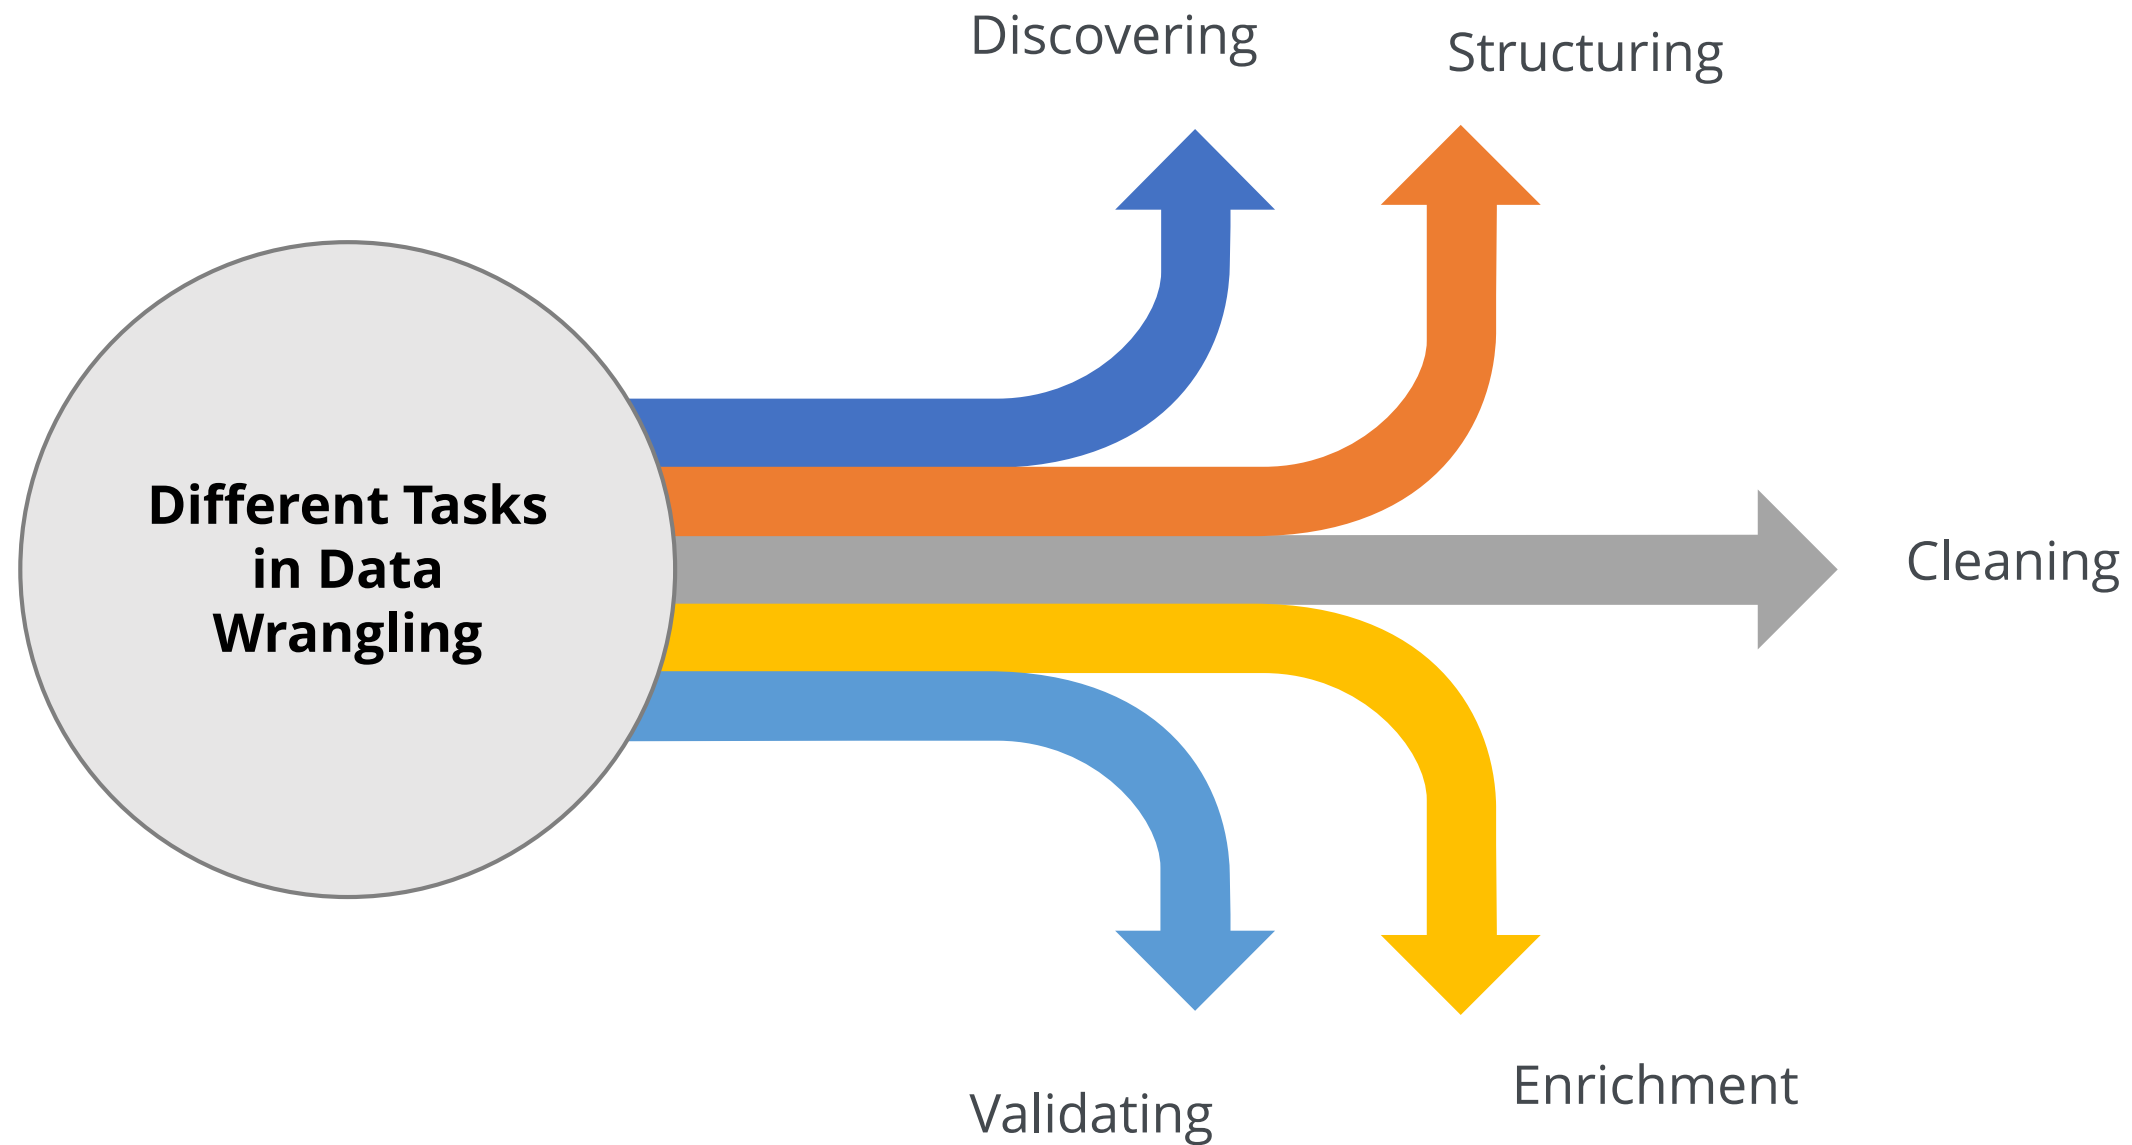 Discovering
Structuring
Different Tasks
in Data
Wrangling
Cleaning
Enrichment
Validating